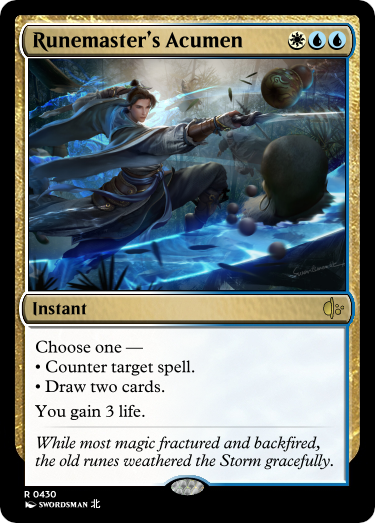 Runemaster's Acumen
Instant
Choose one —
• Counter target spell.
• Draw two cards.
You gain 3 life.
While most magic fractured and backfired,
the old runes weathered the Storm gracefully.
R 0430
SWORDSMAN 北